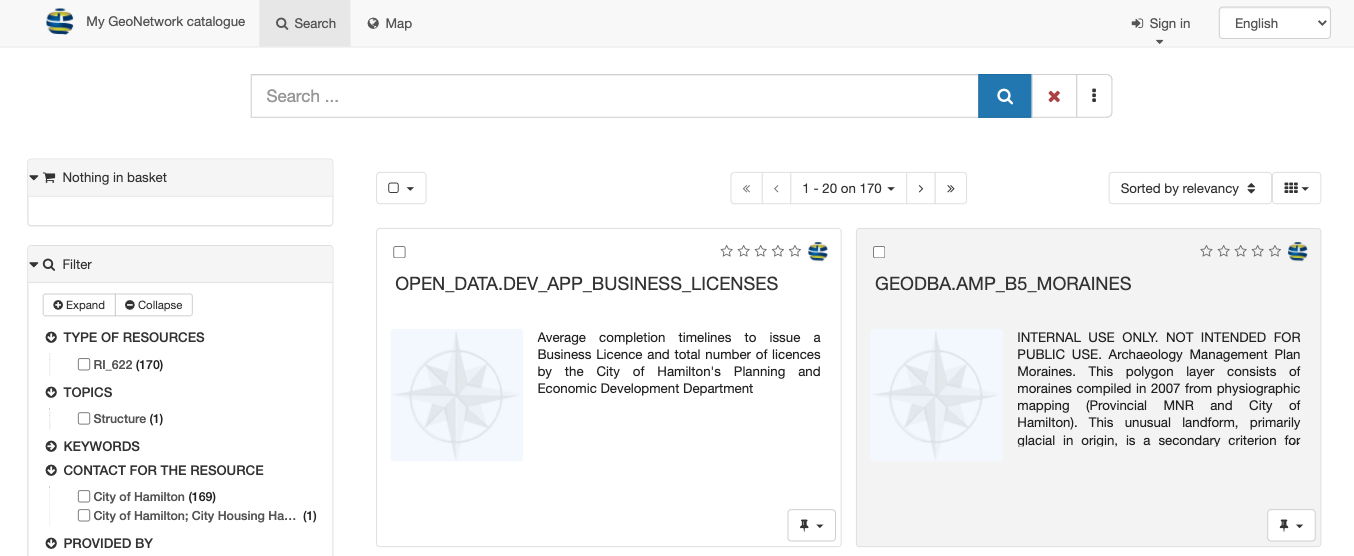 My GeoNetwork catalogue
Search
Map
Sign in
English
Search ...
Nothing in basket
1 - 20 on 170
Sorted by relevancy
Filter
Expand
Collapse
TYPE OF RESOURCES
RI_622 (170)
TOPICS
Structure (1)
KEYWORDS
CONTACT FOR THE RESOURCE
City of Hamilton (169)
City of Hamilton; City Housing Ha... (1)
PROVIDED BY
OPEN_DATA.DEV_APP_BUSINESS_LICENSES
Average completion timelines to issue a
Business Licence and total number of licences
by the City of Hamilton's Planning and
Economic Development Department
GEODBA.AMP_B5_MORAINES
INTERNAL USE ONLY. NOT INTENDED FOR
PUBLIC USE. Archaeology Management Plan
Moraines. This polygon layer consists of
moraines compiled in 2007 from physiographic
mapping (Provincial MNR and City of
Hamilton). This unusual landform, primarily
glacial in origin, is a secondary criterion for